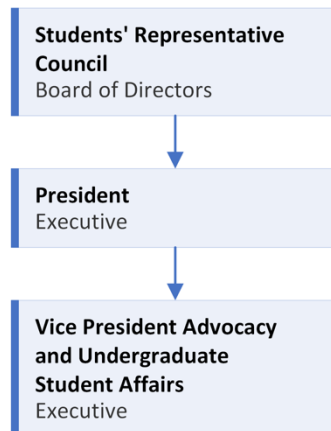 Students' Representative
Council
Board of Directors
President
Executive
Vice President Advocacy
and Undergraduate
Student Affairs
Executive